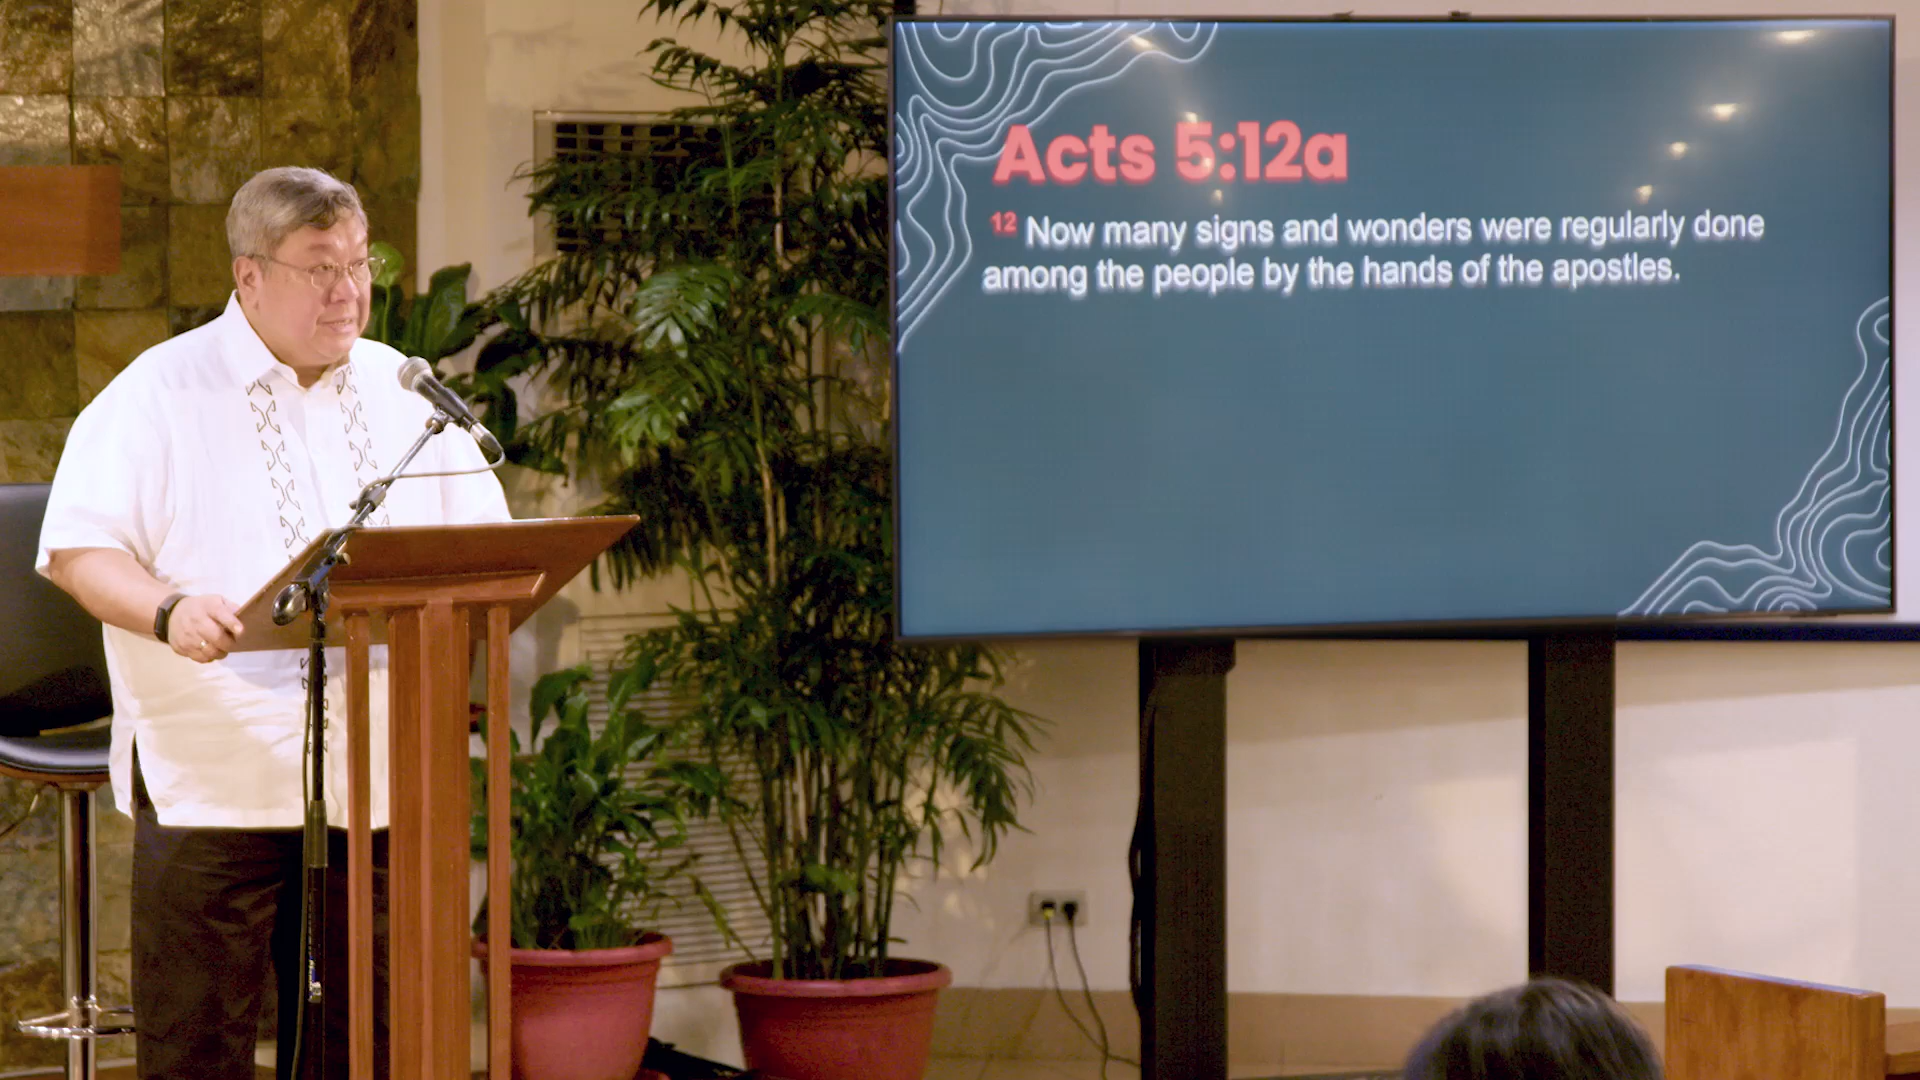 Acts 5:12a
12 Now many signs and wonders were regularly done
among the people by the hands of the apostles.